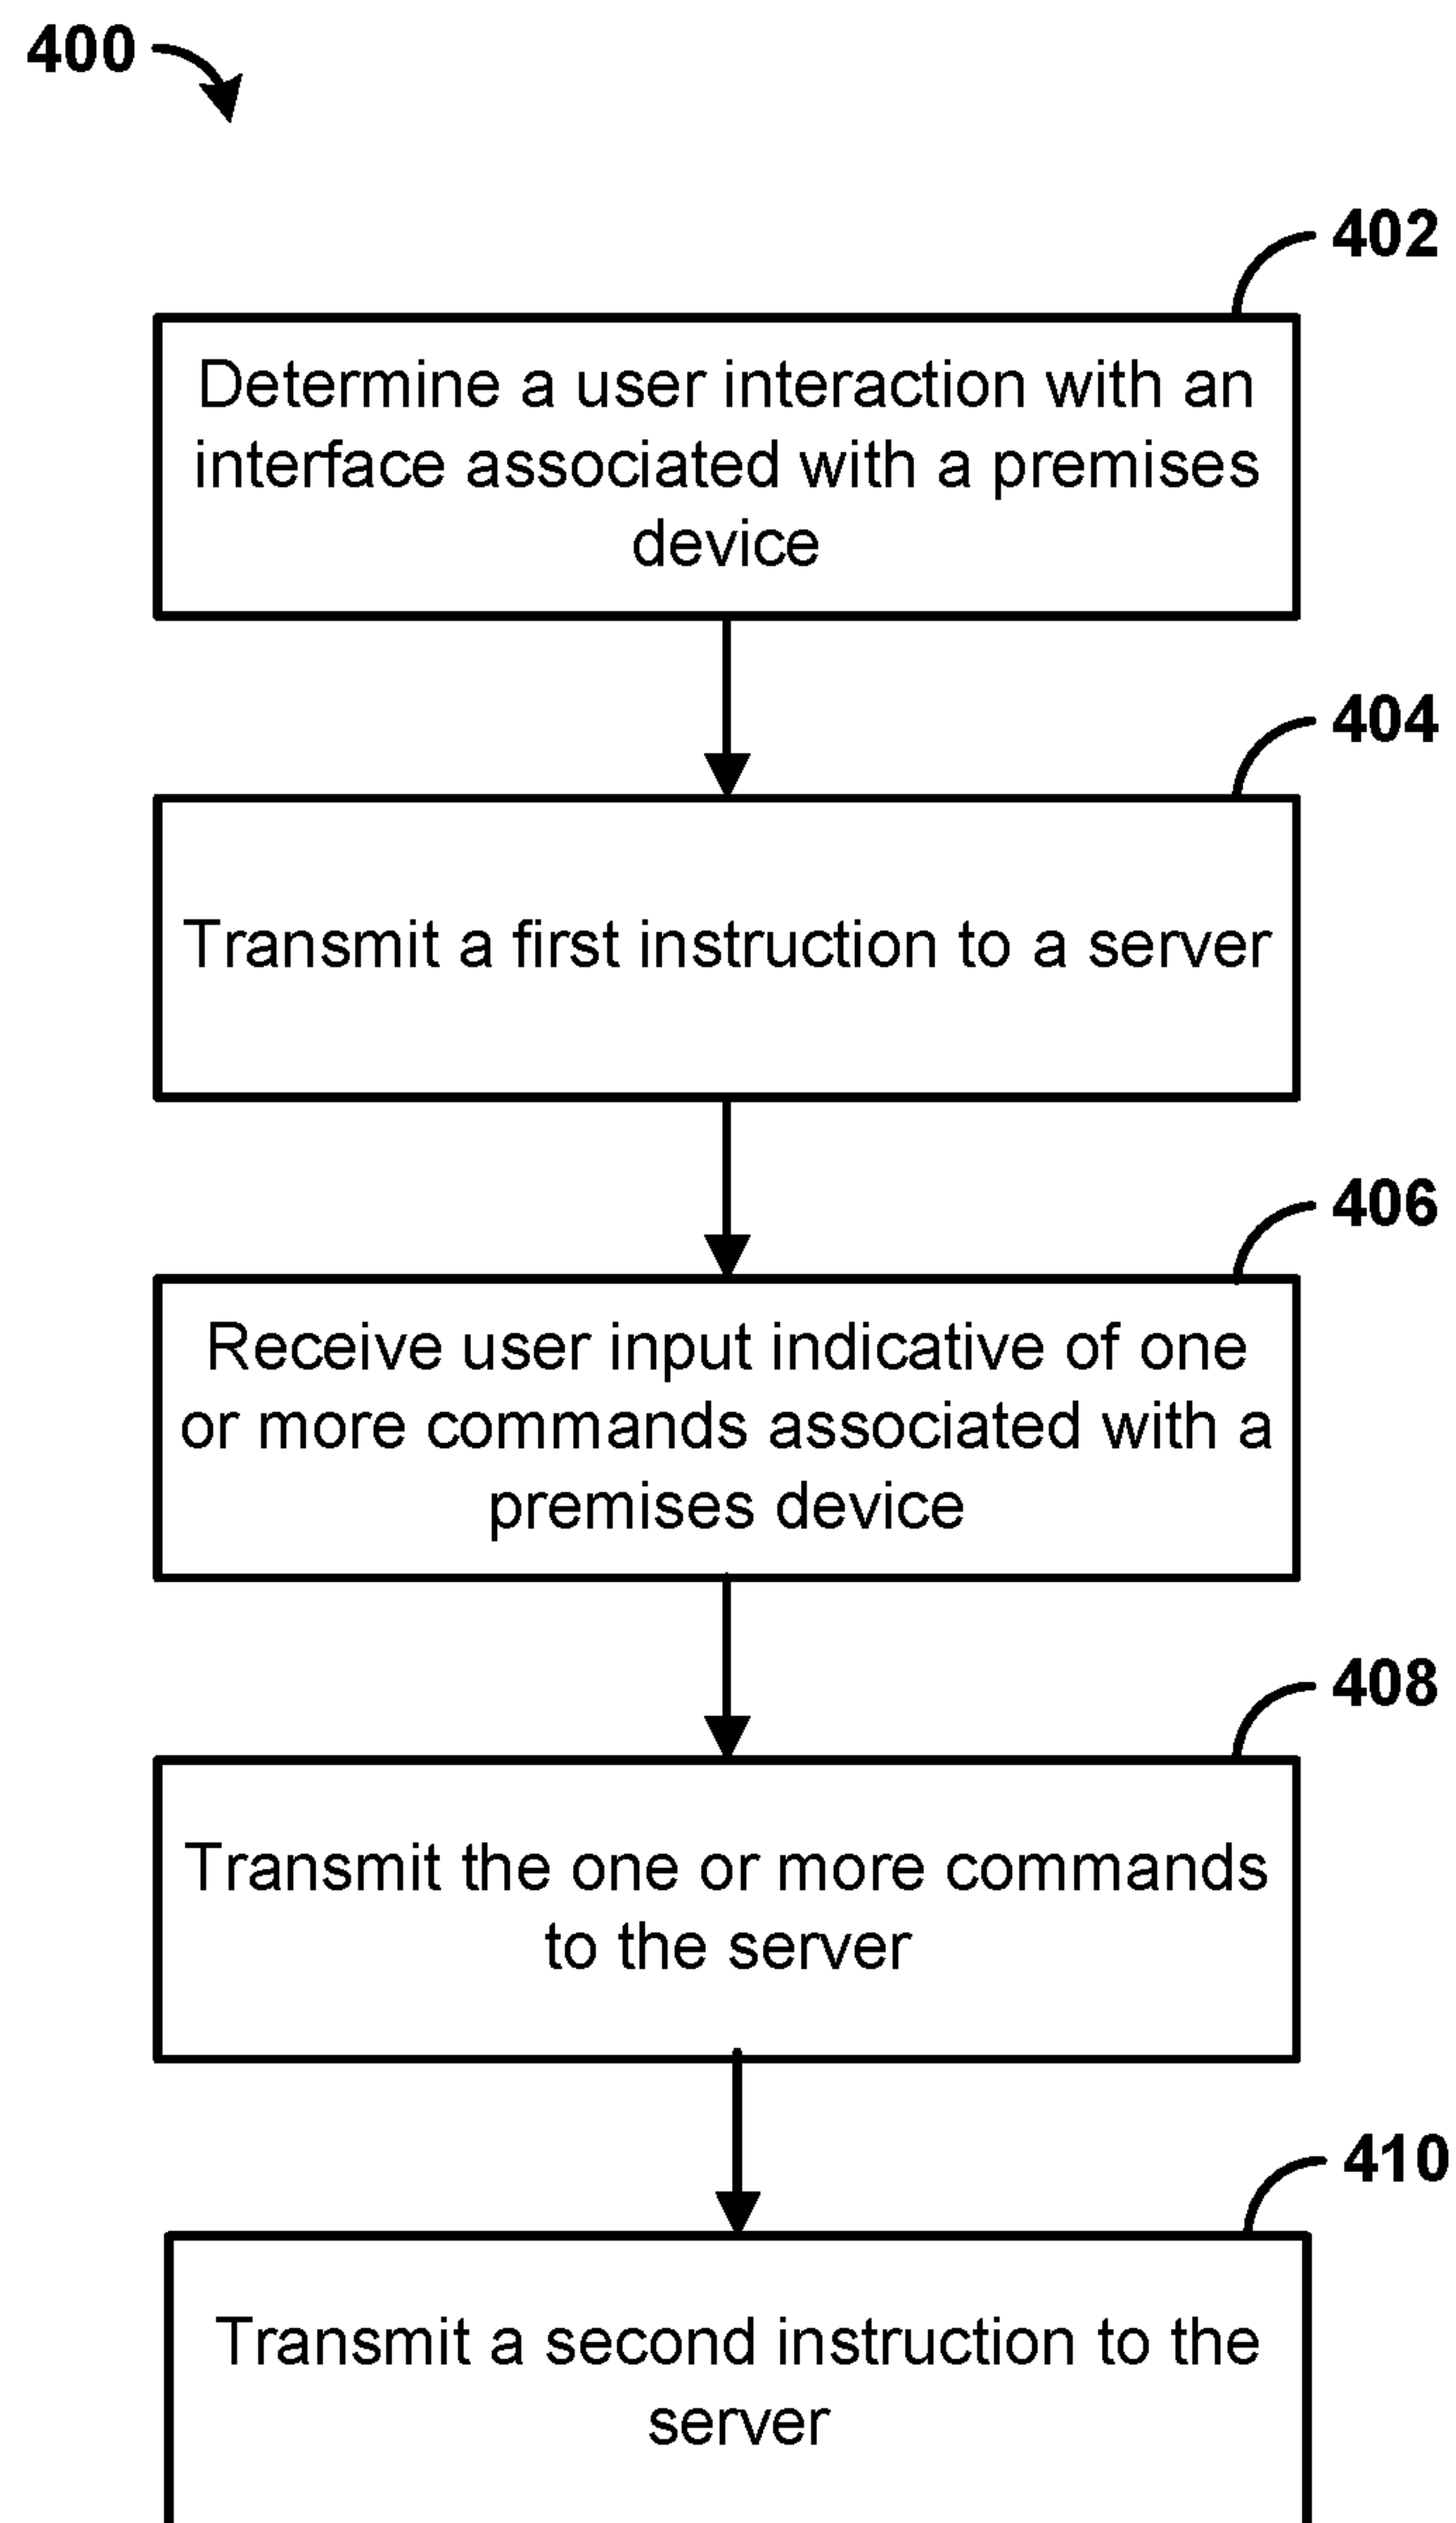 400
402
Determine a user interaction with an
interface associated with a premises
device
404
Transmit a first instruction to a server
406
Receive user input indicative of one
or more commands associated with a
premises device
408
Transmit the one or more commands
to the server
410
Transmit a second instruction to the
server